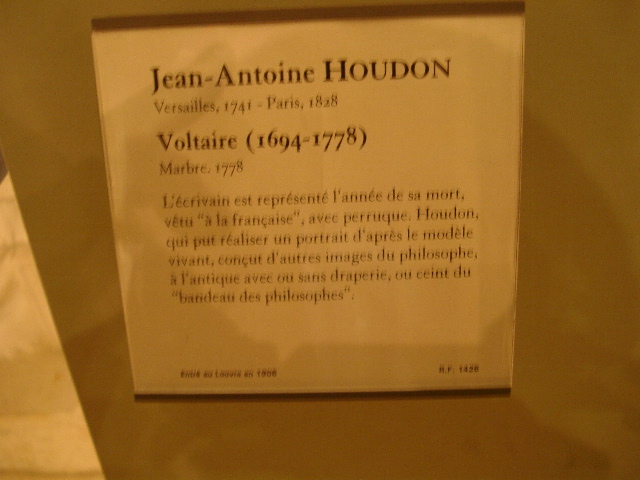 Jean-Antoine HOUDON
Versailles, 1741 - Paris, 1828
Voltaire (1694-1778)
Marbre. 1778
L'écrivain est représenté l'année de sa mort,
vêtu "à la française", avec perruque. Houdon,
qui put réaliser un portrait d'après le modèle
vivant, conçut d'autres images du philosophe,
à l'antique avec ou sans draperie, ou ceint du
"bandeau des philosophes".
Entré au Louvre en
R.F. 1426